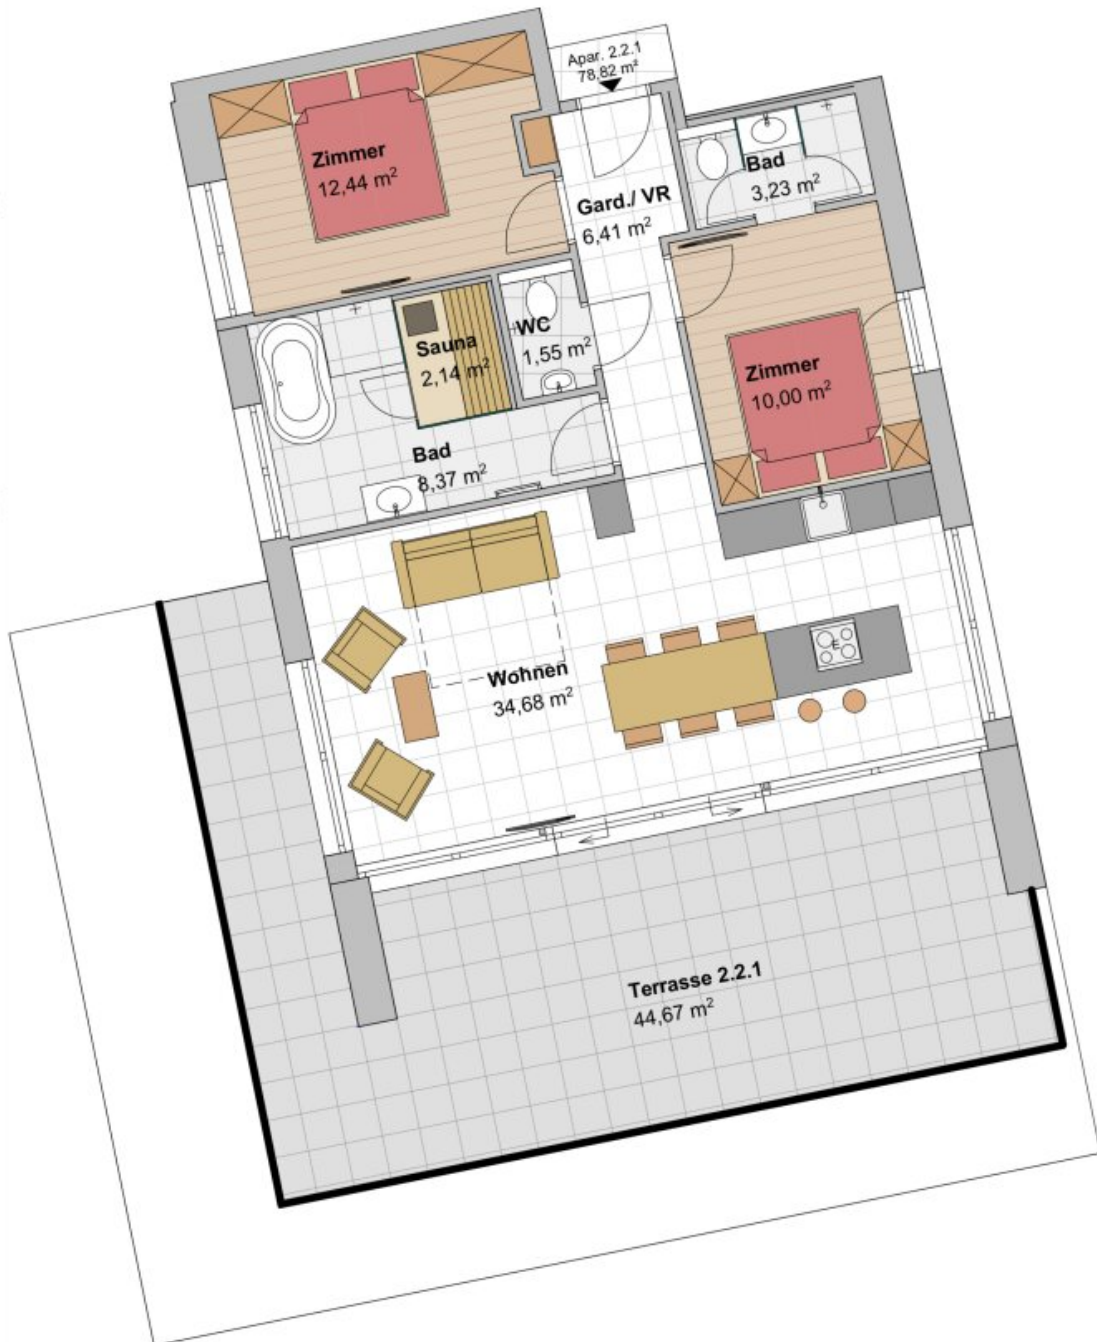 Apar. 2.2.1
78,82 m²
Zimmer
12,44 m²
Gard./ VR
6,41 m²
Bad
3,23 m²
Sauna
2,14 m²
WC
1,55 m²
Zimmer
10,00 m²
Bad
8,37 m²
Wohnen
34,68 m²
E
Terrasse 2.2.1
44,67 m²